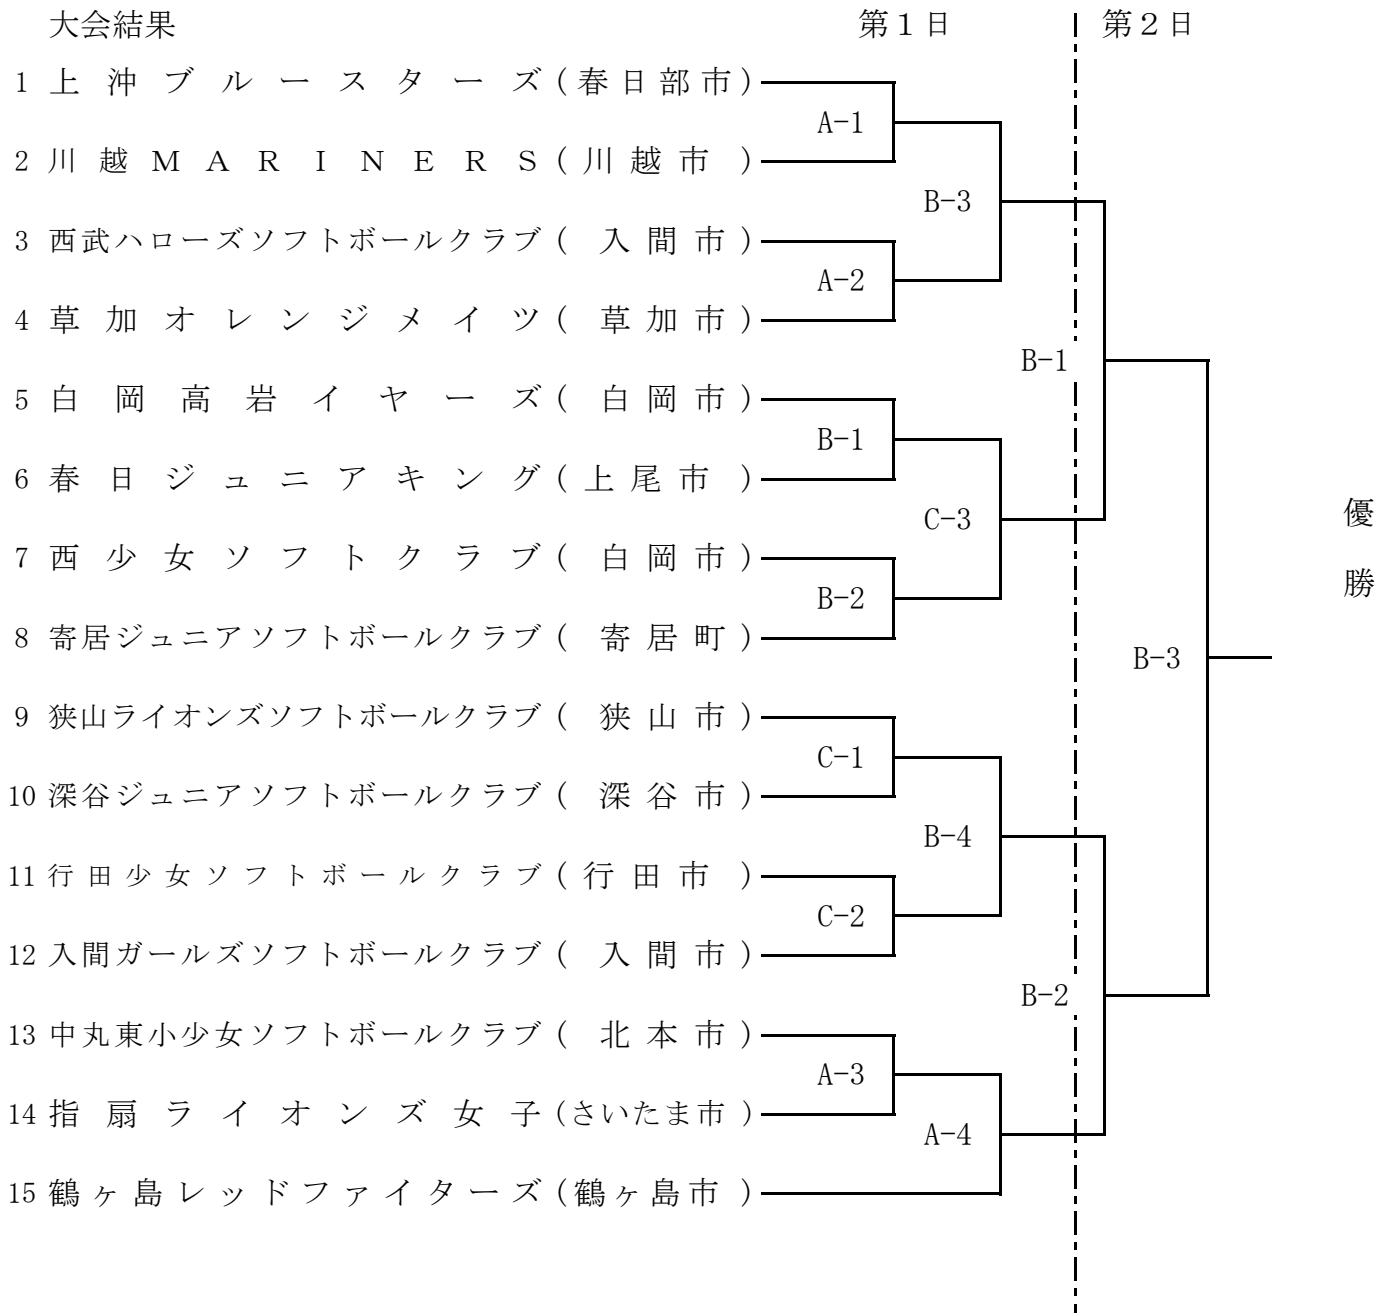 大会結果 第１日 第２日
1 上沖ブルースターズ(春日部市)
A-1
2 川越ＭＡＲＩＮＥＲＳ(川越市)
B-3
3 西武ハローズソフトボールクラブ(入間市)
A-2
4 草加オレンジメイツ(草加市)
B-1
5 白岡高岩イヤーズ(白岡市)
B-1
6 春日ジュニアキング(上尾市)
C-3
優
7 西少女ソフトクラブ(白岡市)
勝
B-2
8 寄居ジュニアソフトボールクラブ(寄居町)
B-3
9 狭山ライオンズソフトボールクラブ(狭山市)
C-1
10 深谷ジュニアソフトボールクラブ(深谷市)
B-4
11 行田少女ソフトボールクラブ(行田市)
C-2
12 入間ガールズソフトボールクラブ(入間市)
B-2
13 中丸東小少女ソフトボールクラブ(北本市)
A-3
14 指扇ライオンズ女子(さいたま市)
A-4
15 鶴ヶ島レッドファイターズ(鶴ヶ島市)